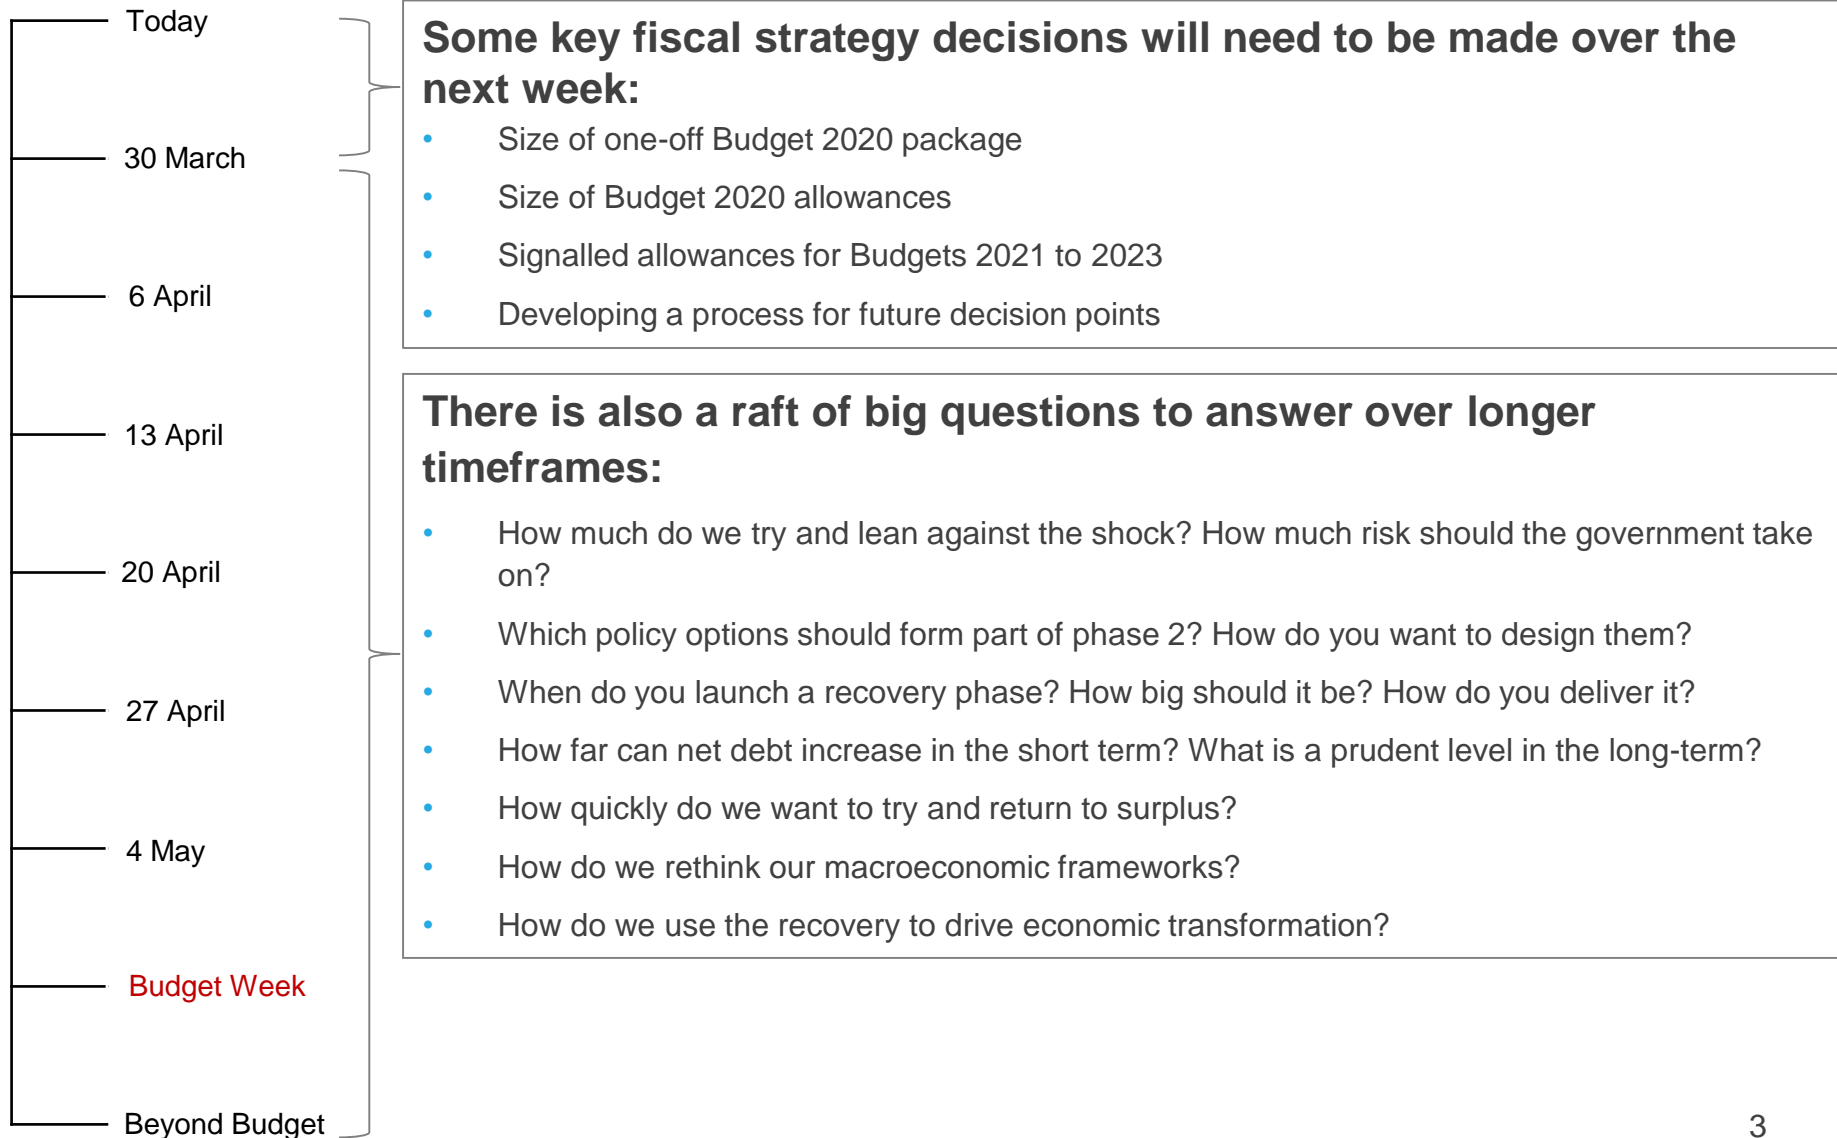 Today
30 March
6 April
13 April
20 April
27 April
4 May
Budget Week
Beyond Budget
Some key fiscal strategy decisions will need to be made over the
next week:
• Size of one-off Budget 2020 package
• Size of Budget 2020 allowances
• Signalled allowances for Budgets 2021 to 2023
• Developing a process for future decision points
There is also a raft of big questions to answer over longer
timeframes:
• How much do we try and lean against the shock? How much risk should the government take
on?
• Which policy options should form part of phase 2? How do you want to design them?
• When do you launch a recovery phase? How big should it be? How do you deliver it?
• How far can net debt increase in the short term? What is a prudent level in the long-term?
• How quickly do we want to try and return to surplus?
• How do we rethink our macroeconomic frameworks?
• How do we use the recovery to drive economic transformation?
3